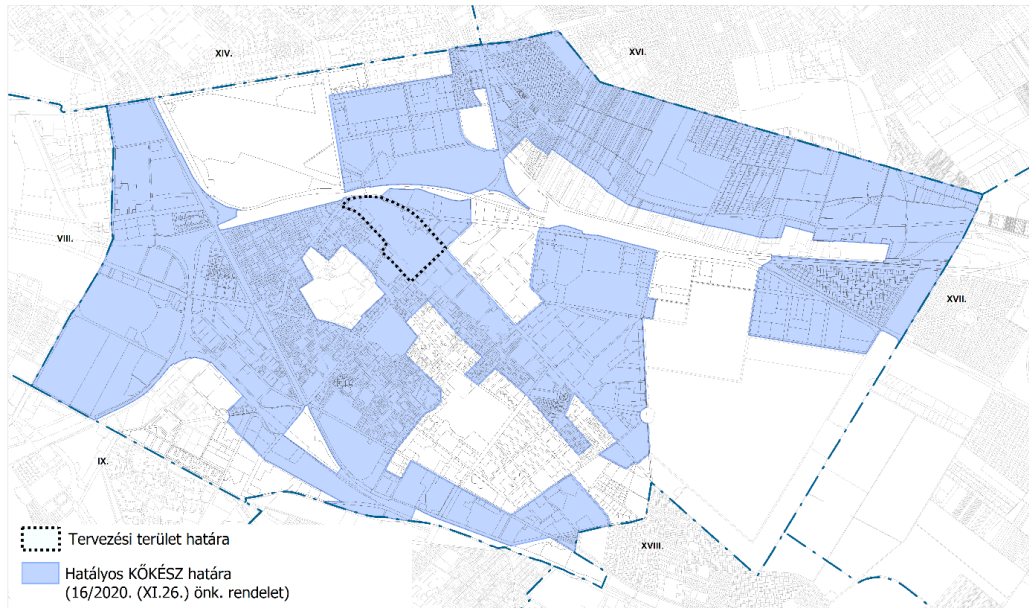 XIV.
XVI.
VIII.
XVII.
IX.
XVIII.
Tervezési terület határa
Hatályos KŐKÉSZ határa
(16/2020. (XI.26.) önk. rendelet)